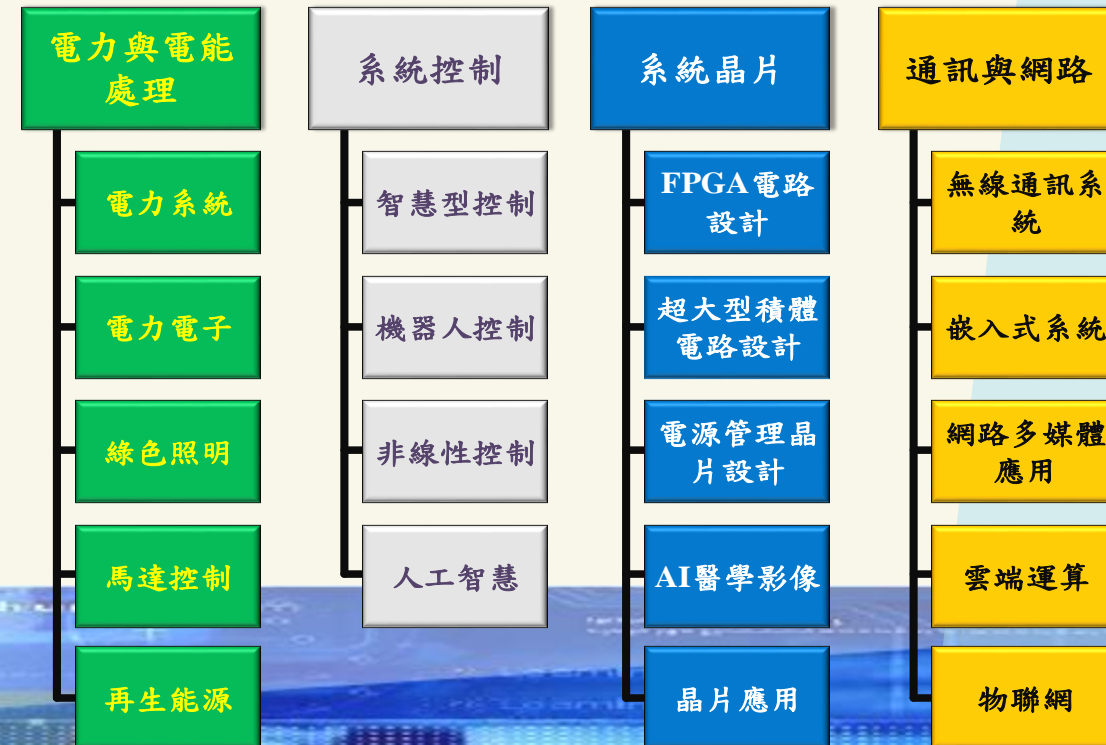 電力與電能
處理
電力系統
電力電子
綠色照明
馬達控制
再生能源
系統控制
智慧型控制
機器人控制
非線性控制
人工智慧
系統晶片
FPGA電路
設計
超大型積體
電路設計
電源管理晶
片設計
AI醫學影像
晶片應用
通訊與網路
無線通訊系
統
嵌入式系統
網路多媒體
應用
雲端運算
物聯網